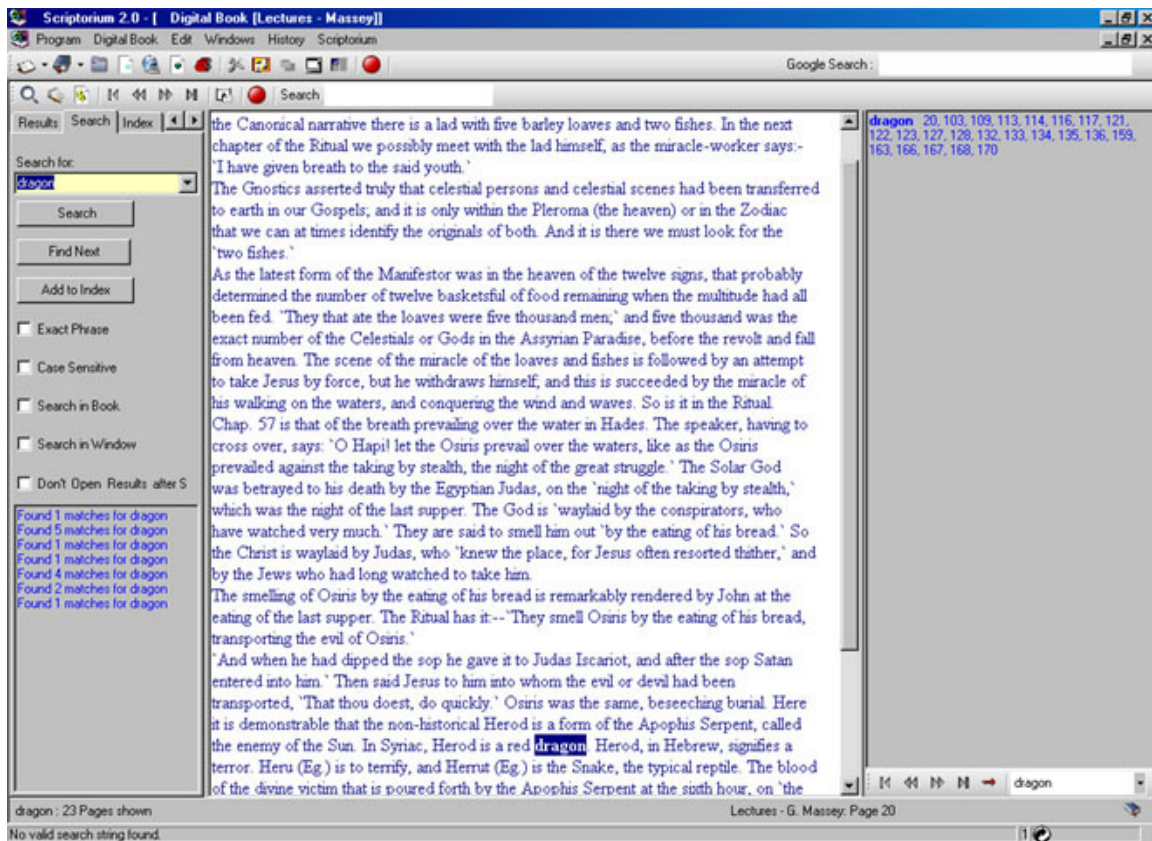 Scriptorium 2.0 - [   Digital Book [Lectures - Massey]]
Program  Digital Book  Edit  Windows  History  Scriptorium
Google Search :
Search
Results  Search  Index
Search for:
dragon
Search
Find Next
Add to Index
Exact Phrase
Case Sensitive
Search in Book
Search in Window
Don't Open Results after S
Found 1 matches for dragon
Found 5 matches for dragon
Found 1 matches for dragon
Found 1 matches for dragon
Found 4 matches for dragon
Found 2 matches for dragon
Found 1 matches for dragon
the Canonical narrative there is a lad with five barley loaves and two fishes. In the next
chapter of the Ritual we possibly meet with the lad himself, as the miracle-worker says:-
`I have given breath to the said youth.`
The Gnostics asserted truly that celestial persons and celestial scenes had been transferred
to earth in our Gospels; and it is only within the Pleroma (the heaven) or in the Zodiac
that we can at times identify the originals of both. And it is there we must look for the
`two fishes.`
As the latest form of the Manifestor was in the heaven of the twelve signs, that probably
determined the number of twelve basketsful of food remaining when the multitude had all
been fed. `They that ate the loaves were five thousand men;` and five thousand was the
exact number of the Celestials or Gods in the Assyrian Paradise, before the revolt and fall
from heaven. The scene of the miracle of the loaves and fishes is followed by an attempt
to take Jesus by force, but he withdraws himself; and this is succeeded by the miracle of
his walking on the waters, and conquering the wind and waves. So is it in the Ritual.
Chap. 57 is that of the breath prevailing over the water in Hades. The speaker, having to
cross over, says: `O Hapi! let the Osiris prevail over the waters, like as the Osiris
prevailed against the taking by stealth, the night of the great struggle.` The Solar God
was betrayed to his death by the Egyptian Judas, on the `night of the taking by stealth,`
which was the night of the last supper. The God is `waylaid by the conspirators, who
have watched very much.` They are said to smell him out `by the eating of his bread.` So
the Christ is waylaid by Judas, who `knew the place, for Jesus often resorted thither,` and
by the Jews who had long watched to take him.
The smelling of Osiris by the eating of his bread is remarkably rendered by John at the
eating of the last supper. The Ritual has it:--`They smell Osiris by the eating of his bread,
transporting the evil of Osiris.`
`And when he had dipped the sop he gave it to Judas Iscariot, and after the sop Satan
entered into him.` Then said Jesus to him into whom the evil or devil had been
transported, `That thou doest, do quickly.` Osiris was the same, beseeching burial. Here
it is demonstrable that the non-historical Herod is a form of the Apophis Serpent, called
the enemy of the Sun. In Syriac, Herod is a red dragon. Herod, in Hebrew, signifies a
terror. Heru (Eg.) is to terrify, and Herrut (Eg.) is the Snake, the typical reptile. The blood
of the divine victim that is poured forth by the Apophis Serpent at the sixth hour, on `the
dragon  20, 103, 109, 113, 114, 116, 117, 121,
122, 123, 127, 128, 132, 133, 134, 135, 136, 159,
163, 166, 167, 168, 170
dragon
dragon : 23 Pages shown
Lectures - G. Massey: Page 20
No valid search string found.
1